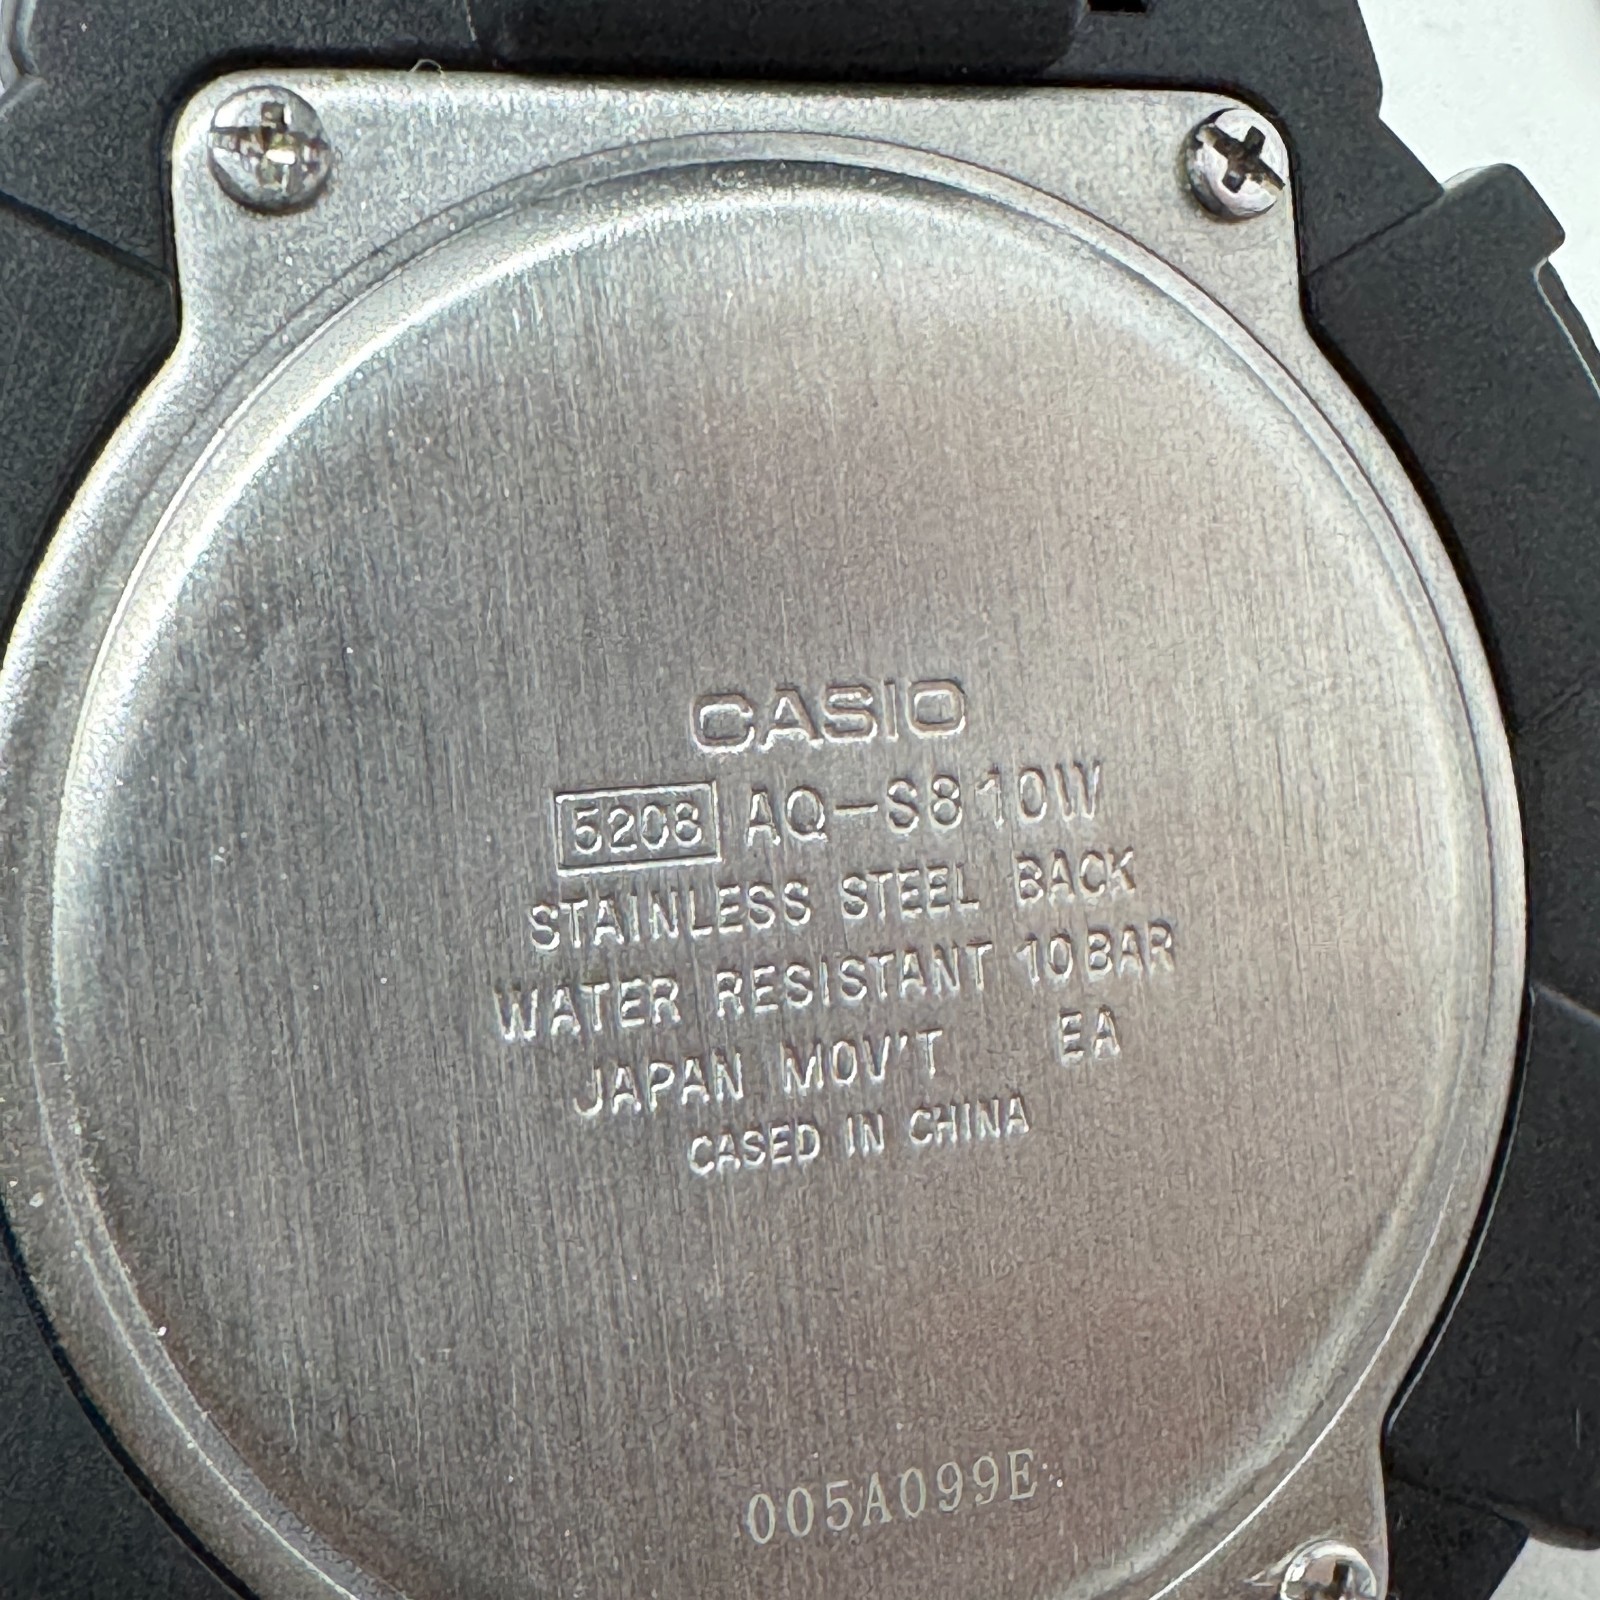 CASIO
5208 AQ-S810W
STAINLESS STEEL BACK
WATER RESISTANT 10BAR
JAPAN MOV'T EA
CASED IN CHINA
005A099E